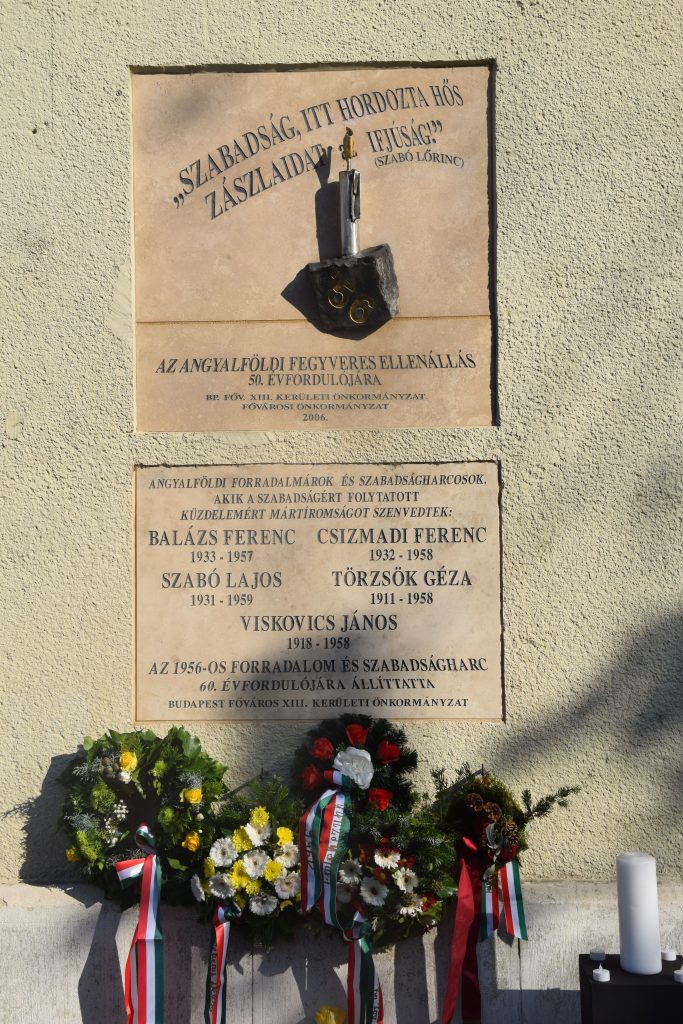 „SZABADSÁG, ITT HORDOZTA HŐS
ZÁSZLAIDAT IFJÚSÁG!”
(SZABÓ LŐRINC)
56
AZ ANGYALFÖLDI FEGYVERES ELLENÁLLÁS
50. ÉVFORDULÓJÁRA
BP. FŐV. XIII. KERÜLETI ÖNKORMÁNYZAT
FŐVÁROSI ÖNKORMÁNYZAT
2006.
ANGYALFÖLDI FORRADALMÁROK ÉS SZABADSÁGHARCOSOK,
AKIK A SZABADSÁGÉRT FOLYTATOTT
KÜZDELEMÉRT MÁRTÍROMSÁGOT SZENVEDTEK:
BALÁZS FERENC CSIZMADI FERENC
1933 - 1957 1932 - 1958
SZABÓ LAJOS TÖRZSÖK GÉZA
1931 - 1959 1911 - 1958
VISKOVICS JÁNOS
1918 - 1958
AZ 1956-OS FORRADALOM ÉS SZABADSÁGHARC
60. ÉVFORDULÓJÁRA ÁLLÍTTATTA
BUDAPEST FŐVÁROS XIII. KERÜLETI ÖNKORMÁNYZAT